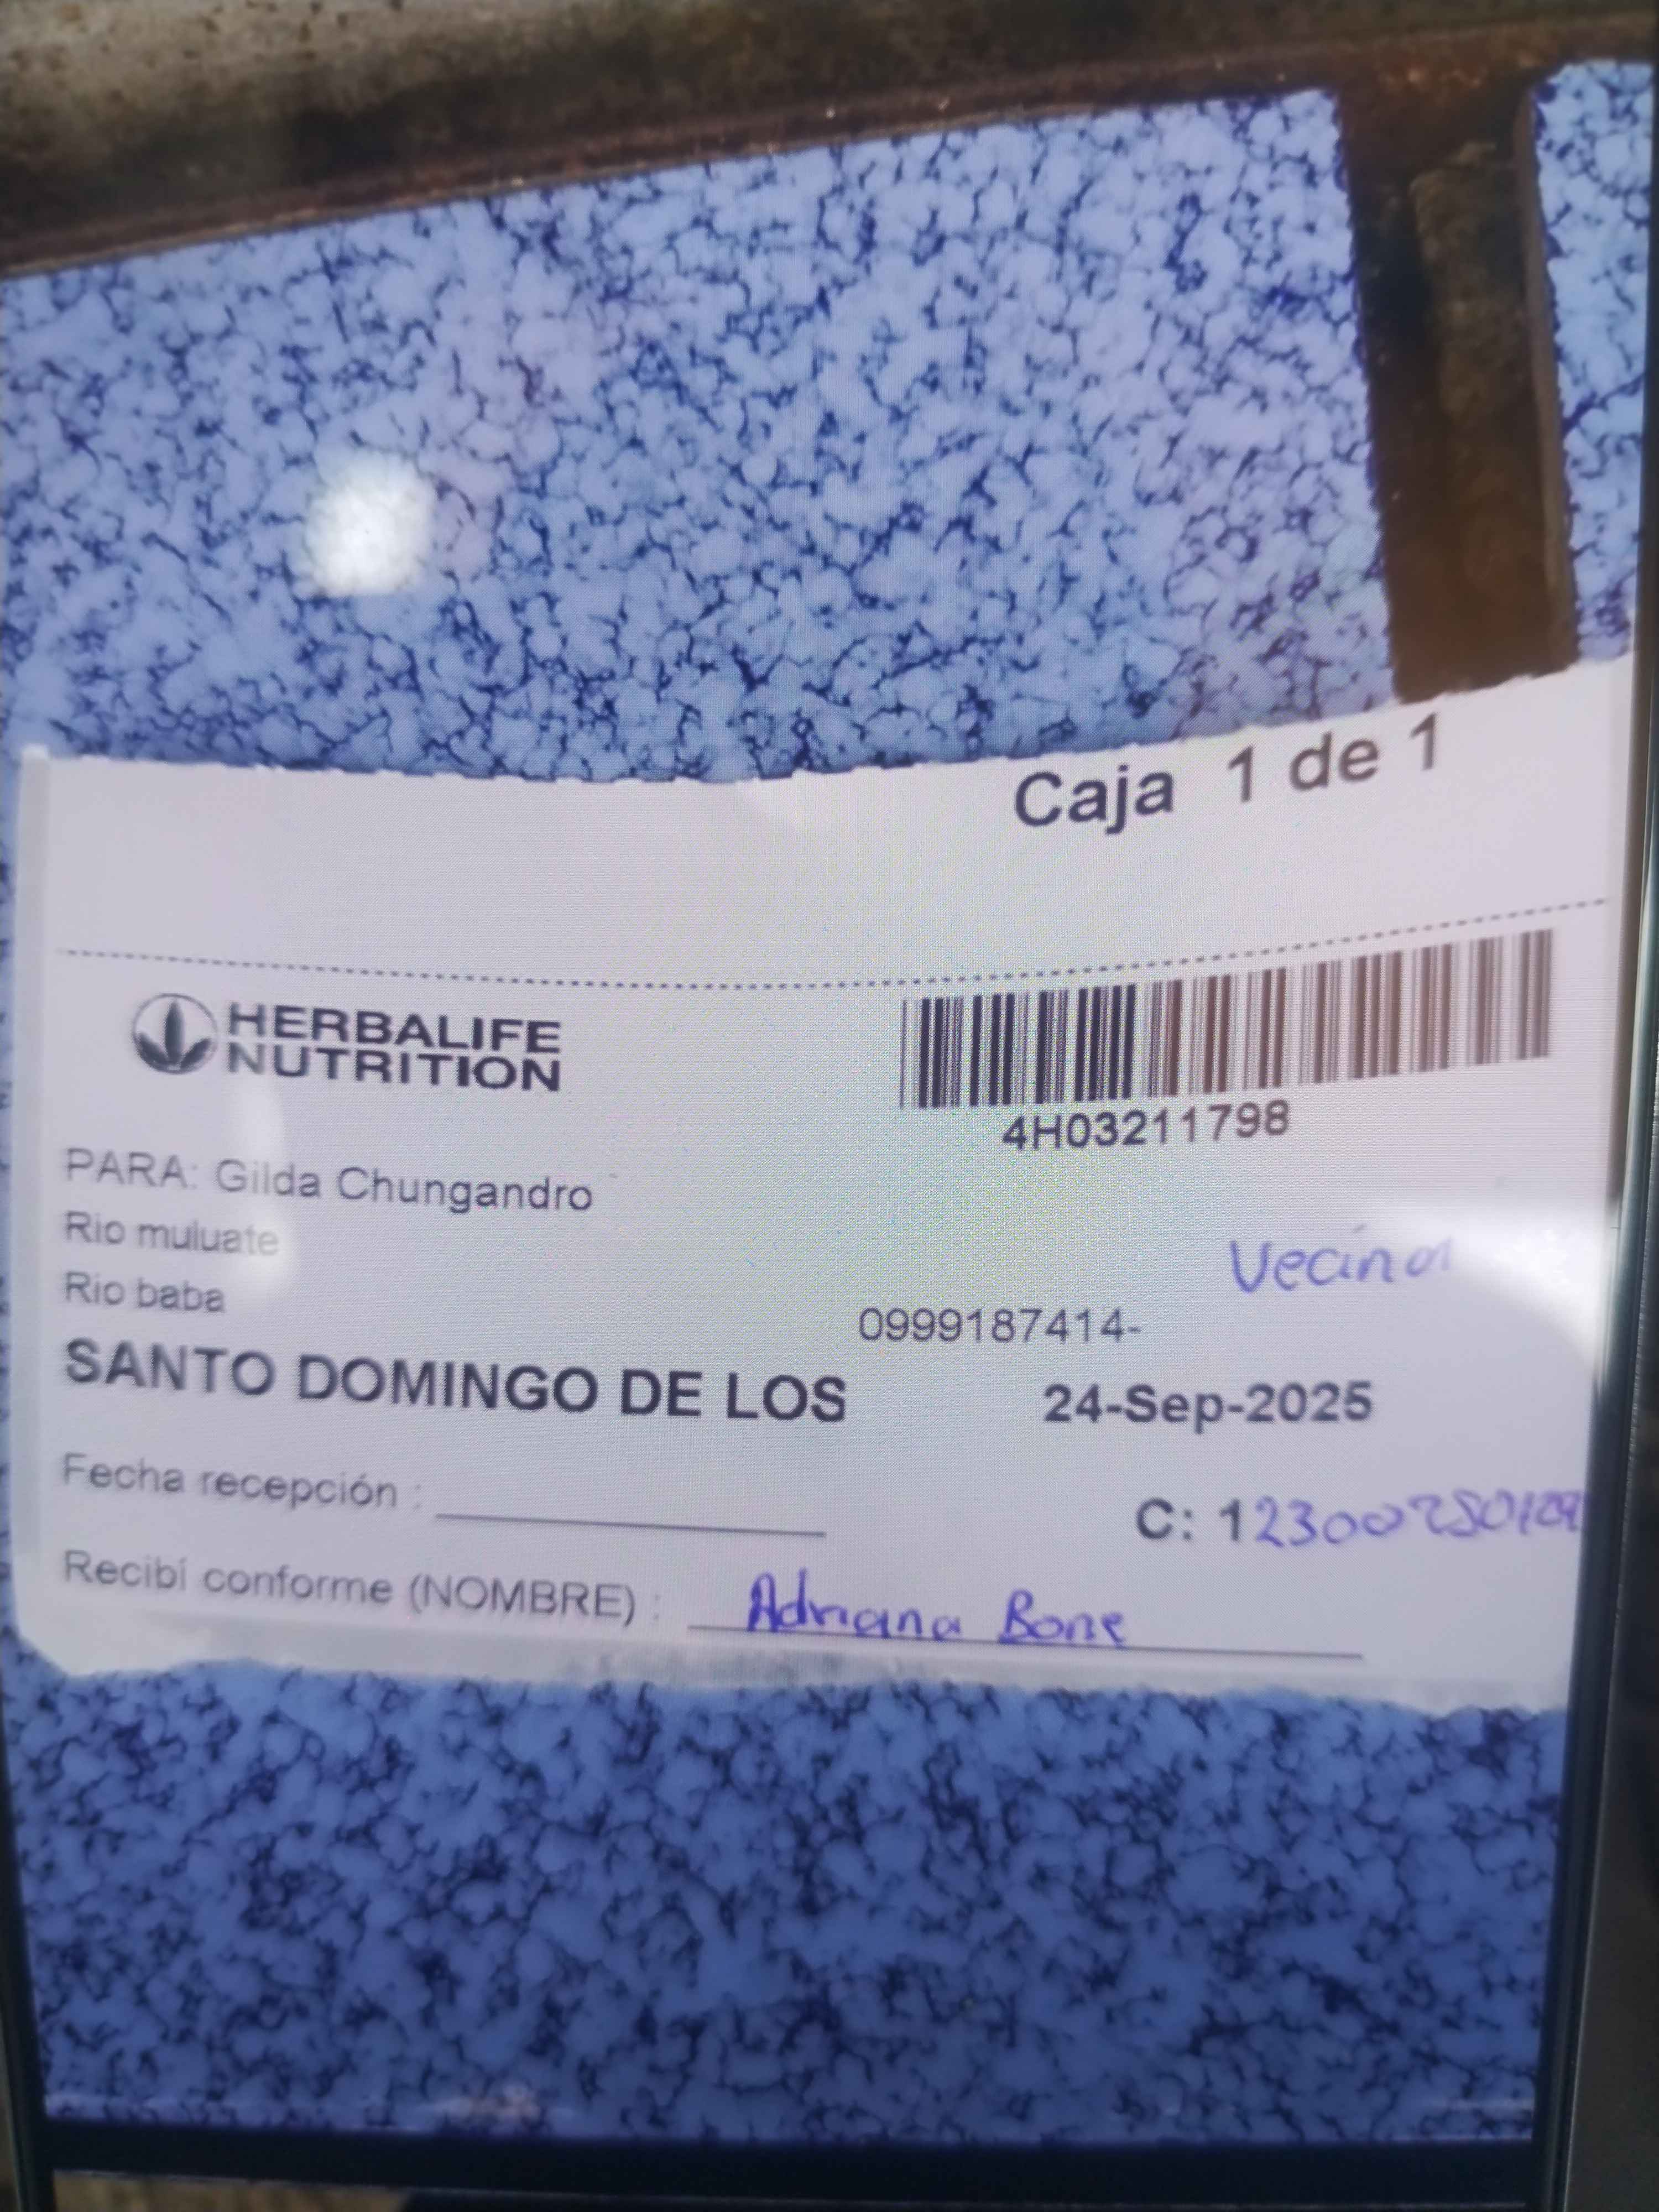 Caja 1 de 1
HERBALIFE
NUTRITION
4H03211798
PARA: Gilda Chungandro
Rio muluate
Vecina
Rio baba
0999187414-
SANTO DOMINGO DE LOS
24-Sep-2025
Fecha recepción :
C: 1
Recibí conforme (NOMBRE) : Adriana Bone